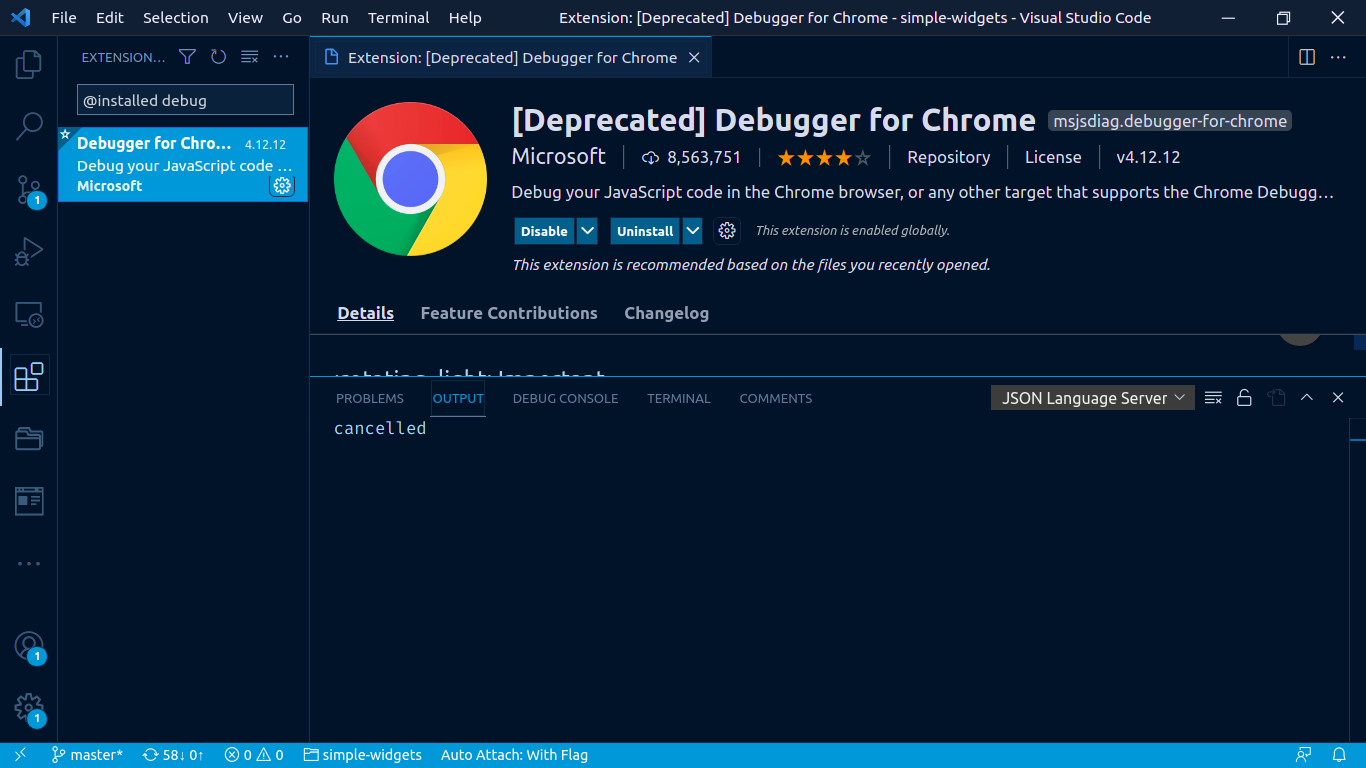 File Edit Selection View Go Run Terminal Help Extension: [Deprecated] Debugger for Chrome - simple-widgets - Visual Studio Code
EXTENSION...
Extension: [Deprecated] Debugger for Chrome
@installed debug
Debugger for Chro... 4.12.12
Debug your JavaScript code ...
Microsoft
[Deprecated] Debugger for Chrome msjsdiag.debugger-for-chrome
Microsoft 8,563,751 Repository License v4.12.12
Debug your JavaScript code in the Chrome browser, or any other target that supports the Chrome Debugg...
Disable Uninstall This extension is enabled globally.
This extension is recommended based on the files you recently opened.
Details Feature Contributions Changelog
PROBLEMS OUTPUT DEBUG CONSOLE TERMINAL COMMENTS JSON Language Server
cancelled
1
1
1
master* 58↓ 0↑ 0 0 simple-widgets Auto Attach: With Flag